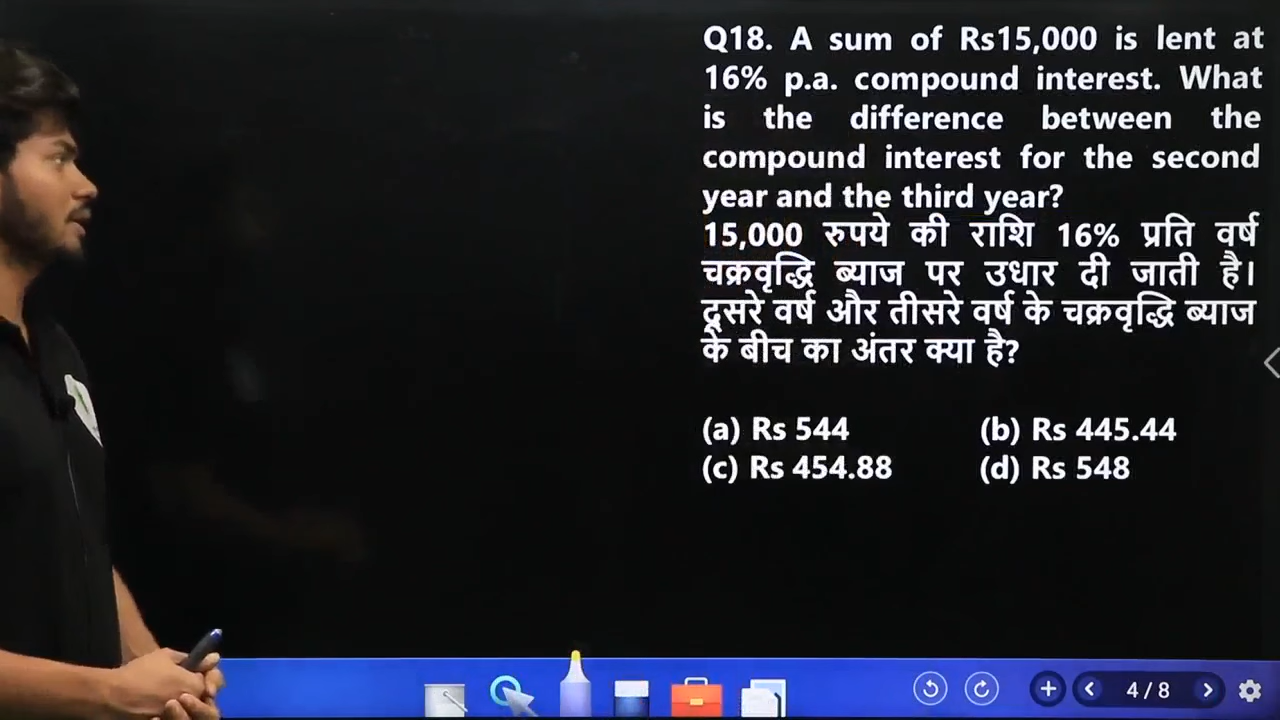 Q18. A sum of Rs15,000 is lent at
16% p.a. compound interest. What
is the difference between the
compound interest for the second
year and the third year?
15,000 रुपये की राशि 16% प्रति वर्ष
चक्रवृद्धि ब्याज पर उधार दी जाती है।
दूसरे वर्ष और तीसरे वर्ष के चक्रवृद्धि ब्याज
के बीच का अंतर क्या है?
(a) Rs 544 (b) Rs 445.44
(c) Rs 454.88 (d) Rs 548
4 / 8